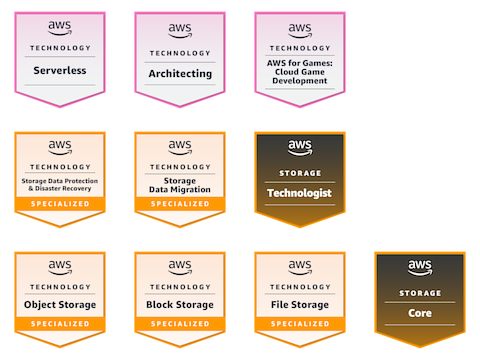 aws
TECHNOLOGY
Serverless
aws
TECHNOLOGY
Architecting
aws
TECHNOLOGY
AWS for Games:
Cloud Game
Development
aws
TECHNOLOGY
Storage Data Protection
& Disaster Recovery
SPECIALIZED
aws
TECHNOLOGY
Storage
Data Migration
SPECIALIZED
aws
STORAGE
Technologist
aws
TECHNOLOGY
Object Storage
SPECIALIZED
aws
TECHNOLOGY
Block Storage
SPECIALIZED
aws
TECHNOLOGY
File Storage
SPECIALIZED
aws
STORAGE
Core